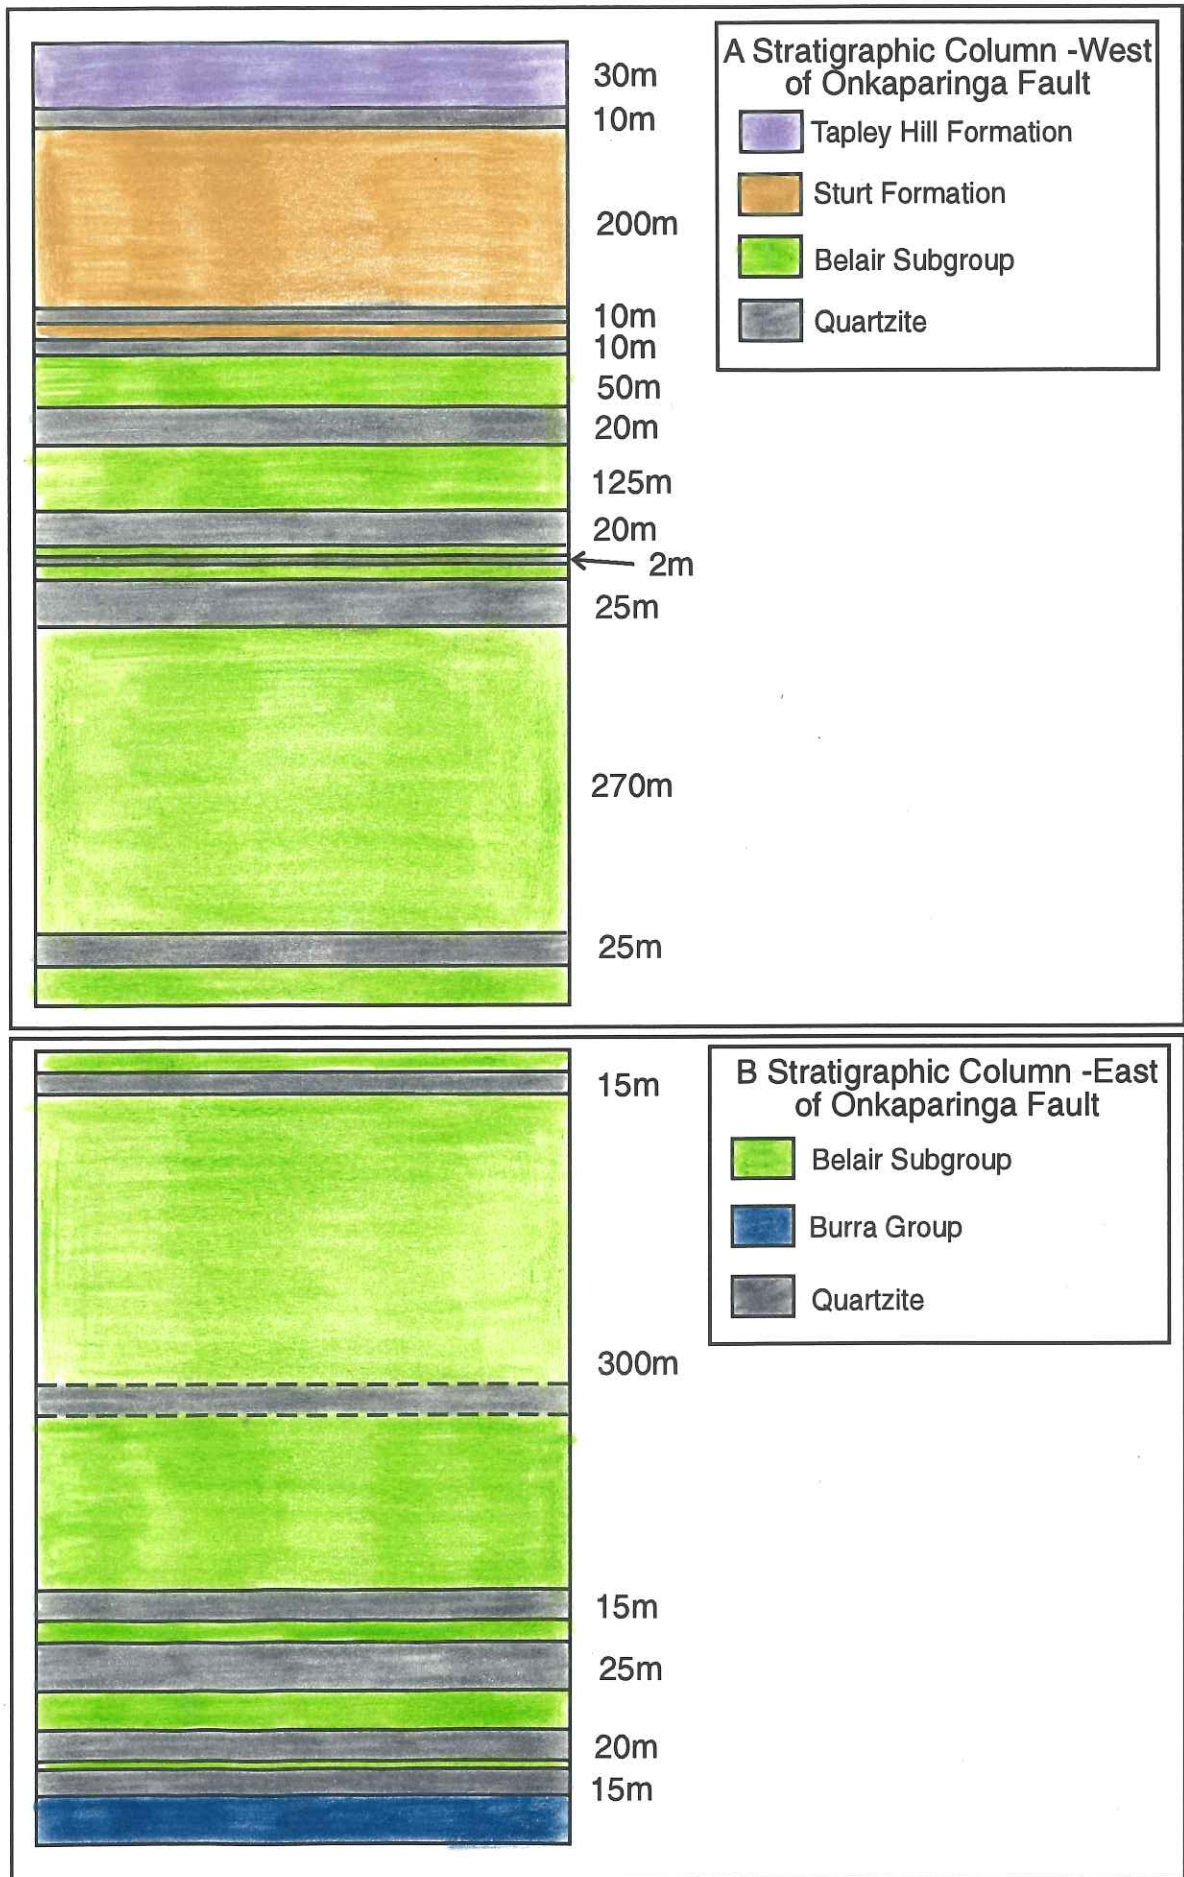 30m
10m
200m
10m
10m
50m
20m
125m
20m
2m
25m
270m
25m
A Stratigraphic Column -West
of Onkaparinga Fault
Tapley Hill Formation
Sturt Formation
Belair Subgroup
Quartzite
15m
300m
15m
25m
20m
15m
B Stratigraphic Column -East
of Onkaparinga Fault
Belair Subgroup
Burra Group
Quartzite